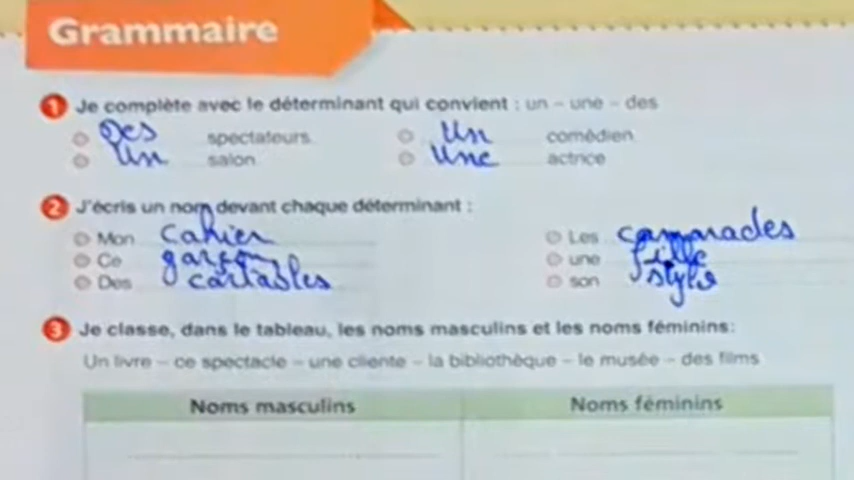 Grammaire
1 Je complète avec le déterminant qui convient : un - une - des
Des spectateurs Un comédien
Un salon Une actrice
2 J'écris un nom devant chaque déterminant :
Mon cahier Les camarades
Ce garçon une fille
Des cartables son stylo
3 Je classe, dans le tableau, les noms masculins et les noms féminins:
Un livre - ce spectacle - une cliente - la bibliothèque - le musée - des films
Noms masculins Noms féminins